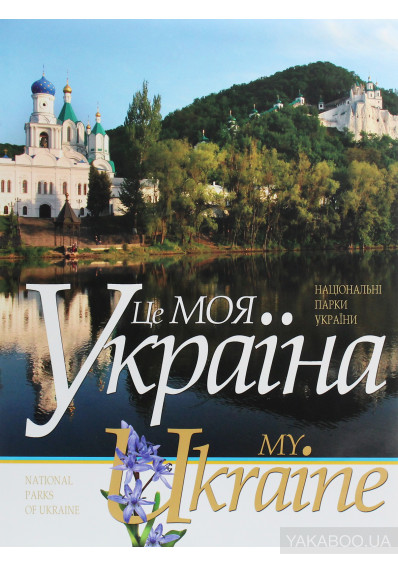 Це МОЯ
Україна
НАЦІОНАЛЬНІ
ПАРКИ
УКРАЇНИ
MY
Ukraine
NATIONAL
PARKS
OF UKRAINE
YAKABOO.UA